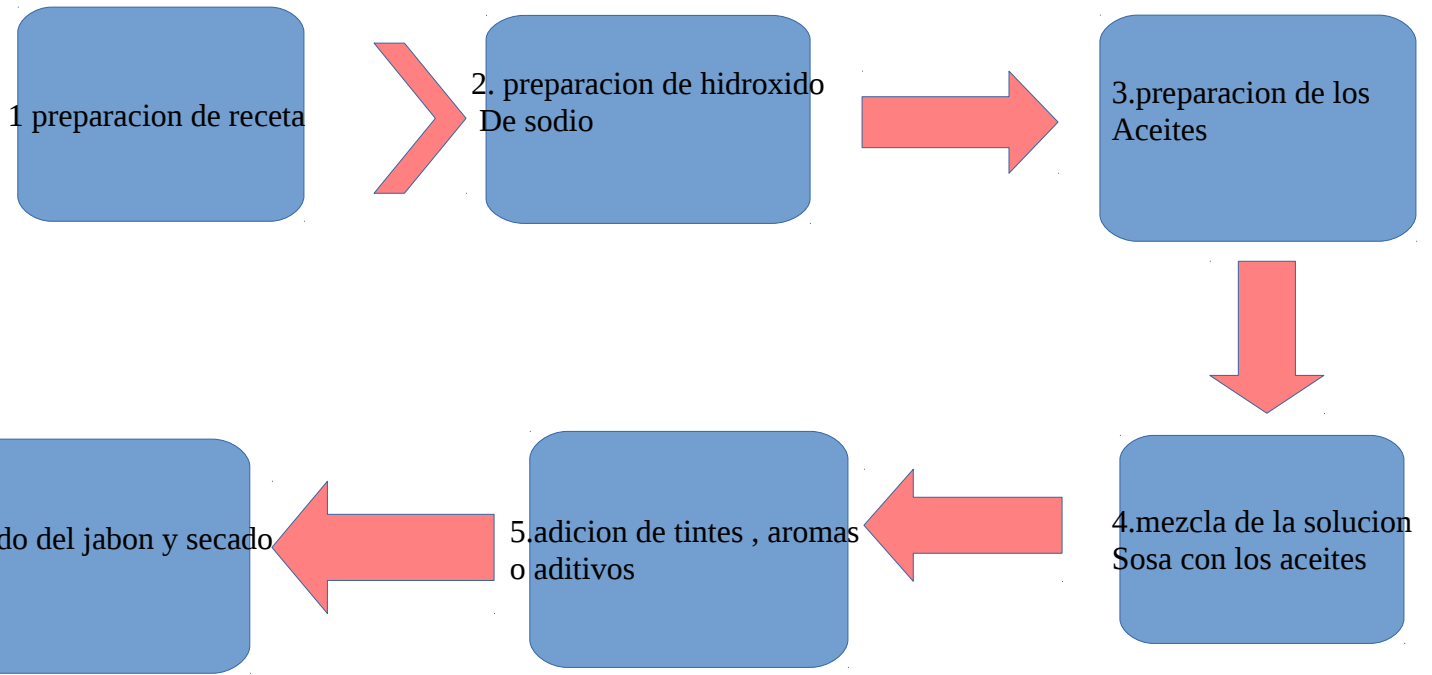 1 preparacion de receta
2. preparacion de hidroxido
De sodio
3.preparacion de los
Aceites
4.mezcla de la solucion
Sosa con los aceites
5.adicion de tintes , aromas
o aditivos
del jabon y secado